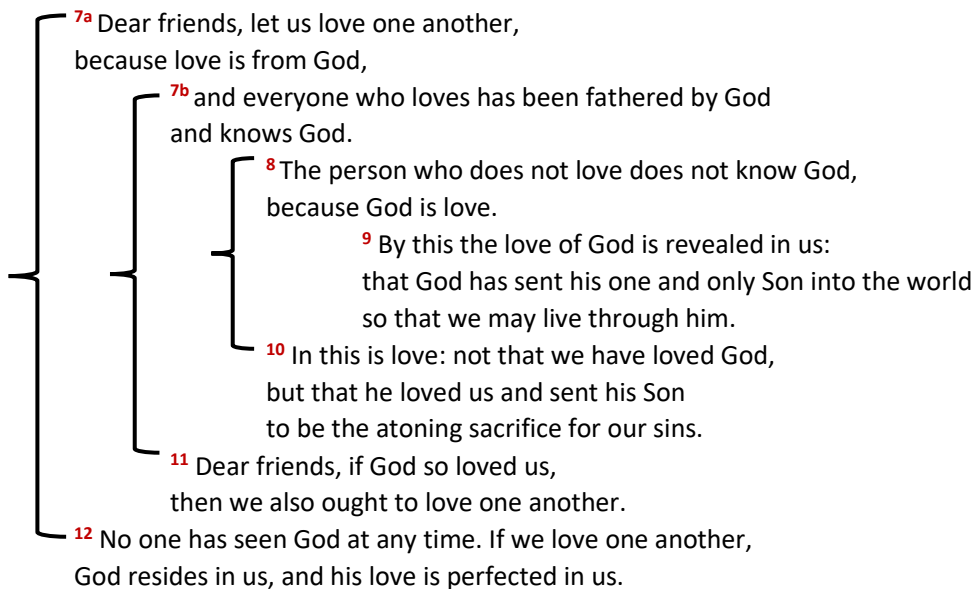 7a Dear friends, let us love one another,
because love is from God,
7b and everyone who loves has been fathered by God
and knows God.
8 The person who does not love does not know God,
because God is love.
9 By this the love of God is revealed in us:
that God has sent his one and only Son into the world
so that we may live through him.
10 In this is love: not that we have loved God,
but that he loved us and sent his Son
to be the atoning sacrifice for our sins.
11 Dear friends, if God so loved us,
then we also ought to love one another.
12 No one has seen God at any time. If we love one another,
God resides in us, and his love is perfected in us.